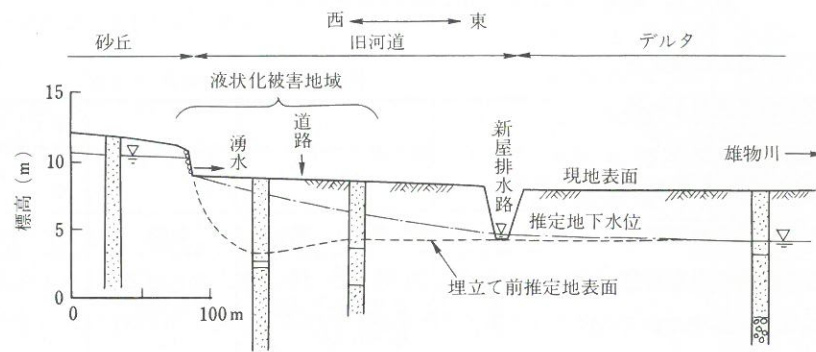 西 東
砂丘 旧河道 デルタ
液状化被害地域
15
10
5
0
標高(m)
0 100m
湧水
道路
新屋排水路
雄物川
現地表面
推定地下水位
埋立て前推定地表面